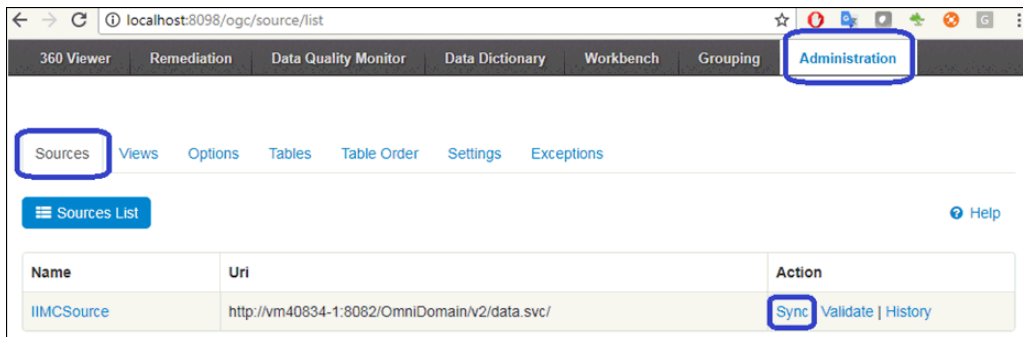 localhost:8098/ogc/source/list
360 Viewer Remediation Data Quality Monitor Data Dictionary Workbench Grouping Administration
Sources Views Options Tables Table Order Settings Exceptions
Sources List Help
Name Uri Action
IIMCSource http://vm40834-1:8082/OmniDomain/v2/data.svc/ Sync Validate | History